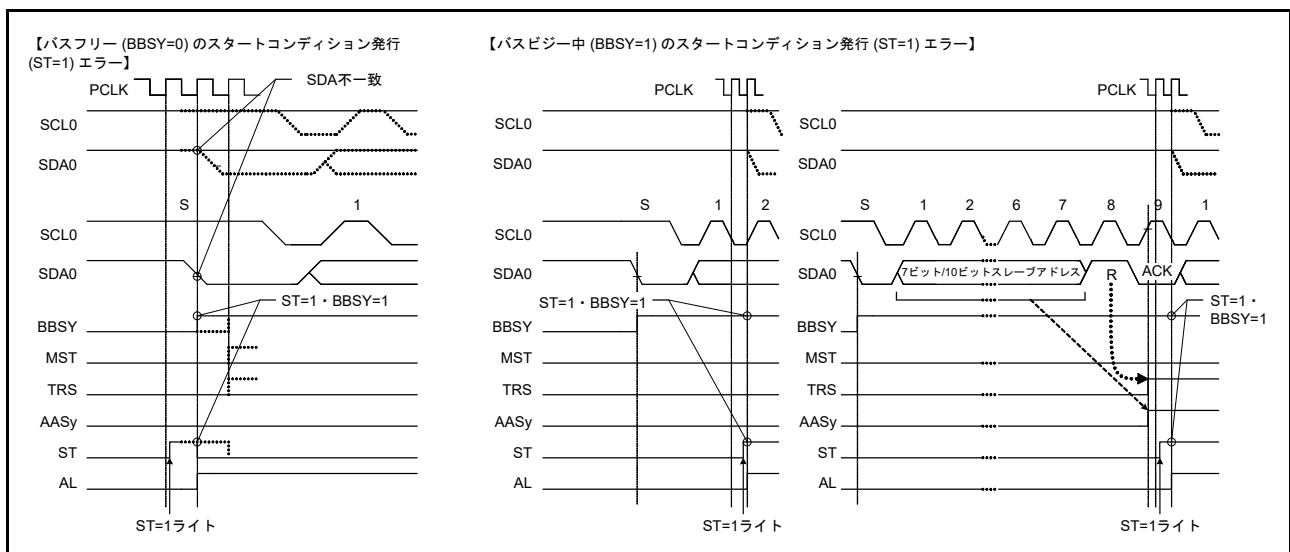 【バスフリー (BBSY=0) のスタートコンディション発行
(ST=1) エラー】
PCLK
SDA不一致
SCL0
SDA0
S 1
SCL0
SDA0
ST=1・BBSY=1
BBSY
MST
TRS
AASy
ST
AL
ST=1ライト
【バスビジー中 (BBSY=1) のスタートコンディション発行 (ST=1) エラー】
PCLK
SCL0
SDA0
S 1 2
SCL0
SDA0
ST=1・BBSY=1
BBSY
MST
TRS
AASy
ST
AL
ST=1ライト
PCLK
SCL0
SDA0
S 1 2 6 7 8 9 1
SCL0
SDA0
7ビット/10ビットスレーブアドレス
R
ACK
ST=1・
BBSY=1
BBSY
MST
TRS
AASy
ST
AL
ST=1ライト